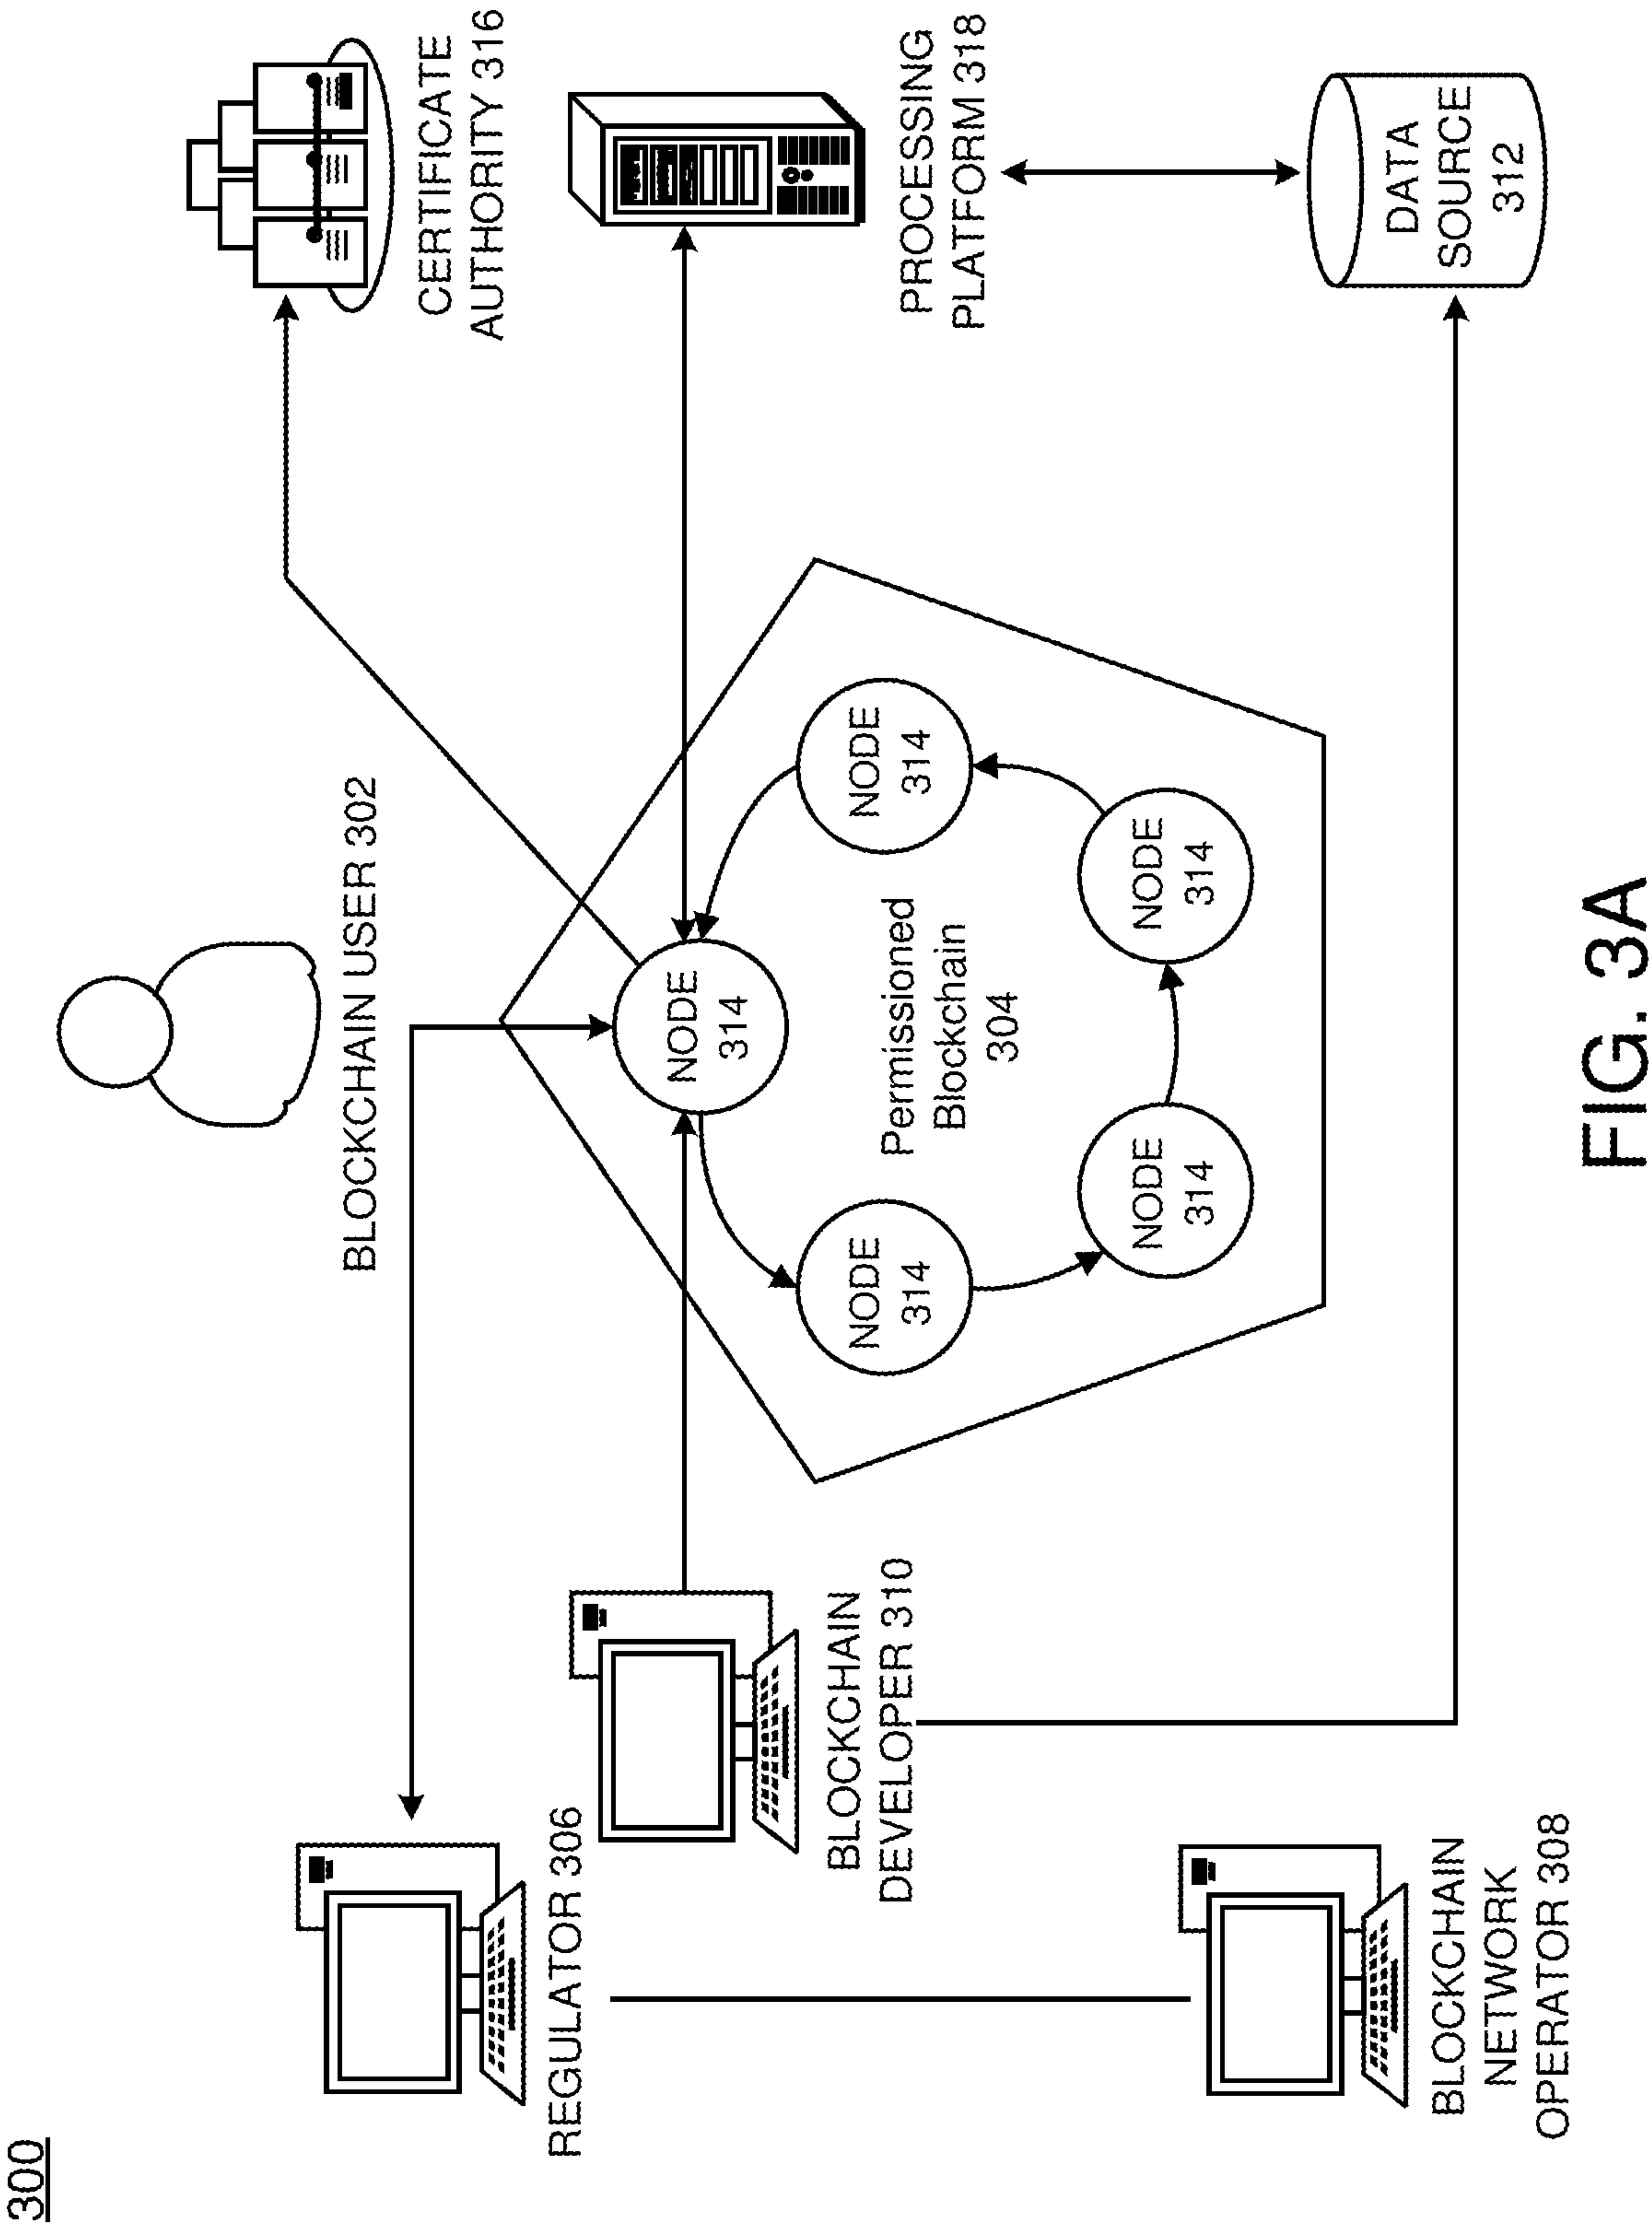 300
BLOCKCHAIN USER 302
CERTIFICATE
AUTHORITY 316
REGULATOR 306
NODE
314
PROCESSING
PLATFORM 318
BLOCKCHAIN
DEVELOPER 310
NODE
314
Permissioned
Blockchain
304
NODE
314
NODE
314
NODE
314
DATA
SOURCE
312
BLOCKCHAIN
NETWORK
OPERATOR 308
FIG. 3A